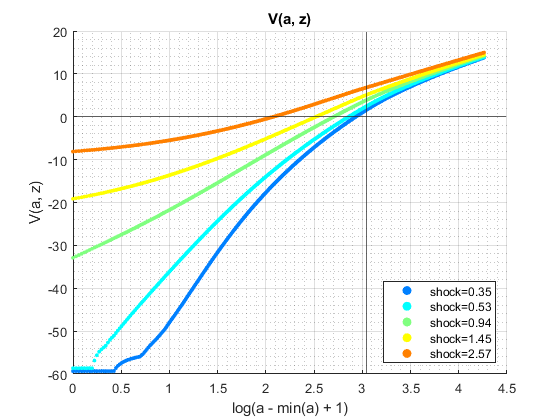 V(a, z)
20
10
0
-10
-20
-30
-40
-50
-60
V(a, z)
0
0.5
1
1.5
2
2.5
3
3.5
4
4.5
log(a - min(a) + 1)
shock=0.35
shock=0.53
shock=0.94
shock=1.45
shock=2.57